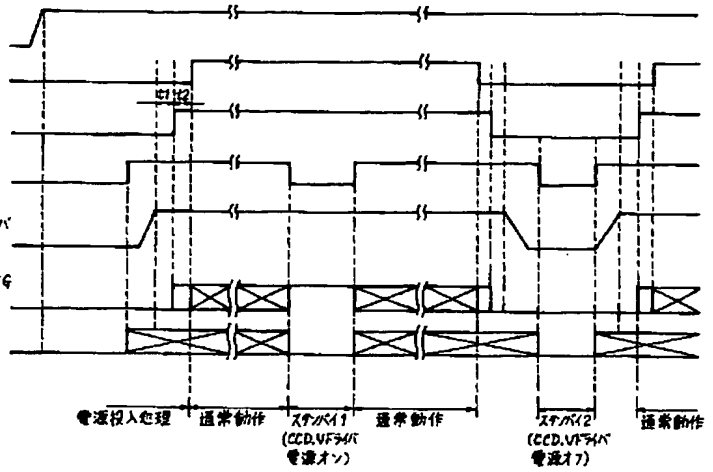 t1 t2
バ
G
電源投入処理
通常動作
スタンバイ1
(CCD,Vドライバ
電源オン)
通常動作
スタンバイ2
(CCD,Vドライバ
電源オフ)
通常動作